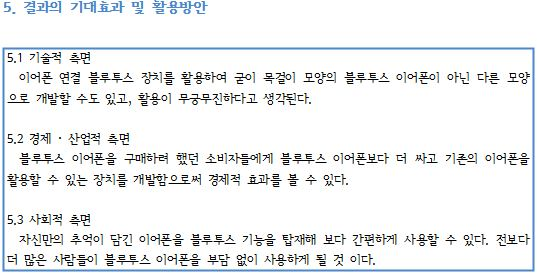 5. 결과의 기대효과 및 활용방안
5.1 기술적 측면
이어폰 연결 블루투스 장치를 활용하여 굳이 목걸이 모양의 블루투스 이어폰이 아닌 다른 모양
으로 개발할 수도 있고, 활용이 무궁무진하다고 생각된다.
5.2 경제 · 산업적 측면
블루투스 이어폰을 구매하려 했던 소비자들에게 블루투스 이어폰보다 더 싸고 기존의 이어폰을
활용할 수 있는 장치를 개발함으로써 경제적 효과를 볼 수 있다.
5.3 사회적 측면
자신만의 추억이 담긴 이어폰을 블루투스 기능을 탑재해 보다 간편하게 사용할 수 있다. 전보다
더 많은 사람들이 블루투스 이어폰을 부담 없이 사용하게 될 것 이다.